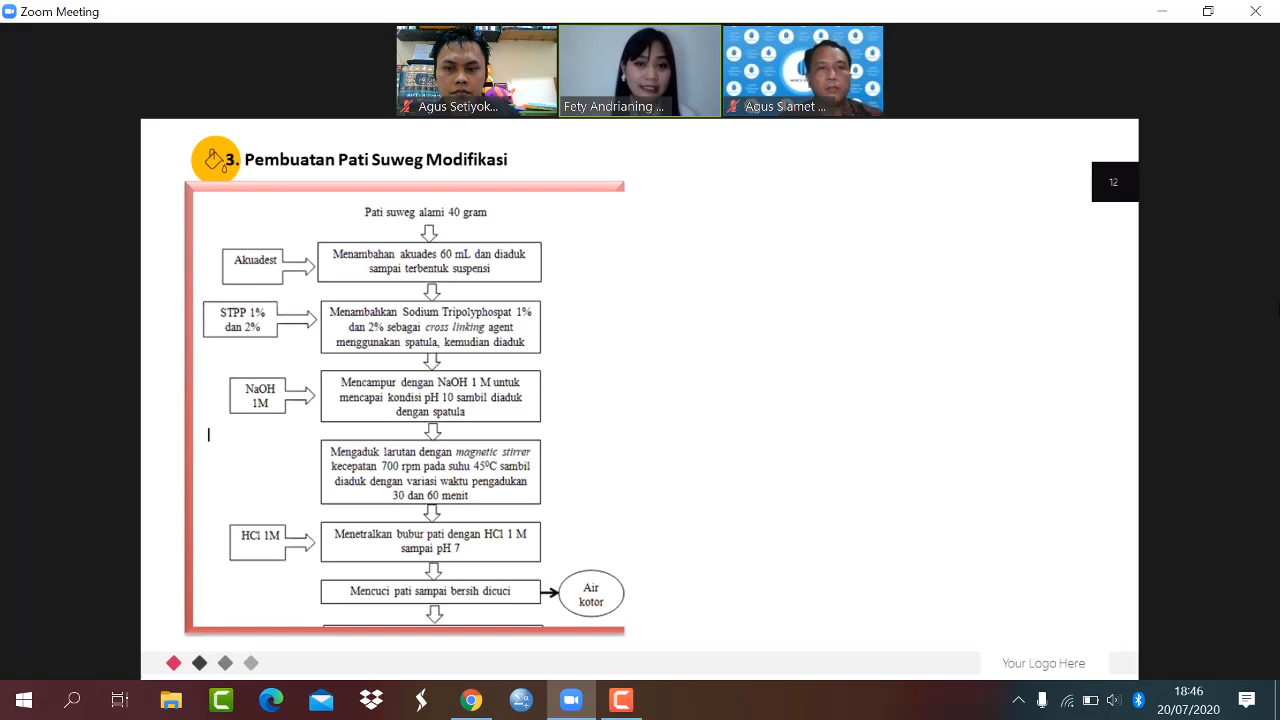 Zoom Meeting
Agus Setiyok...
Fety Andrianing ...
Agus Slamet ...
3. Pembuatan Pati Suweg Modifikasi
12
Pati suweg alami 40 gram
Akuadest
Menambahan akuades 60 mL dan diaduk
sampai terbentuk suspensi
STPP 1%
dan 2%
Menambahkan Sodium Tripolyphospat 1%
dan 2% sebagai cross linking agent
menggunakan spatula, kemudian diaduk
NaOH
1M
Mencampur dengan NaOH 1 M untuk
mencapai kondisi pH 10 sambil diaduk
dengan spatula
Mengaduk larutan dengan magnetic stirrer
kecepatan 700 rpm pada suhu 45⁰C sambil
diaduk dengan variasi waktu pengadukan
30 dan 60 menit
HCl 1M
Menetralkan bubur pati dengan HCl 1 M
sampai pH 7
Mencuci pati sampai bersih dicuci
Air
kotor
Your Logo Here
18:46
20/07/2020